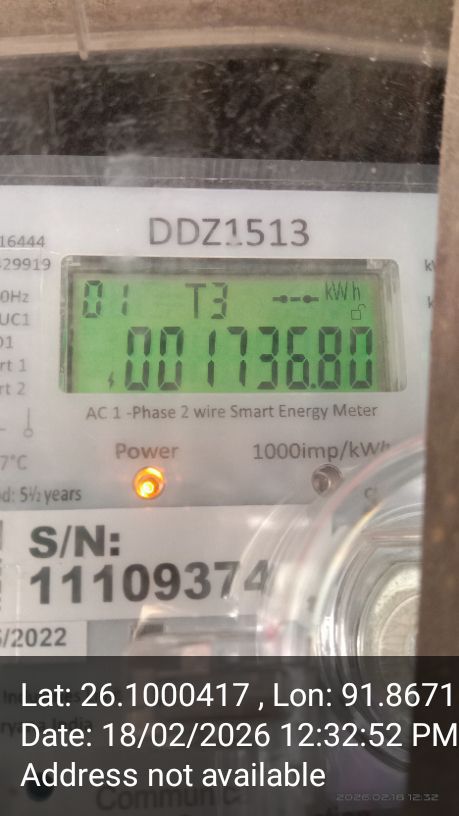 DDZ1513
16444
429919
0Hz
UC1
01 T3 kWh
001736.80
rt 1
rt 2
AC 1 -Phase 2 wire Smart Energy Meter
7°C
Power 1000imp/kWh
d: 5½ years
S/N:
11109374
/2022
Lat: 26.1000417 , Lon: 91.8671
Date: 18/02/2026 12:32:52 PM
Address not available
2026.02.18 12:32